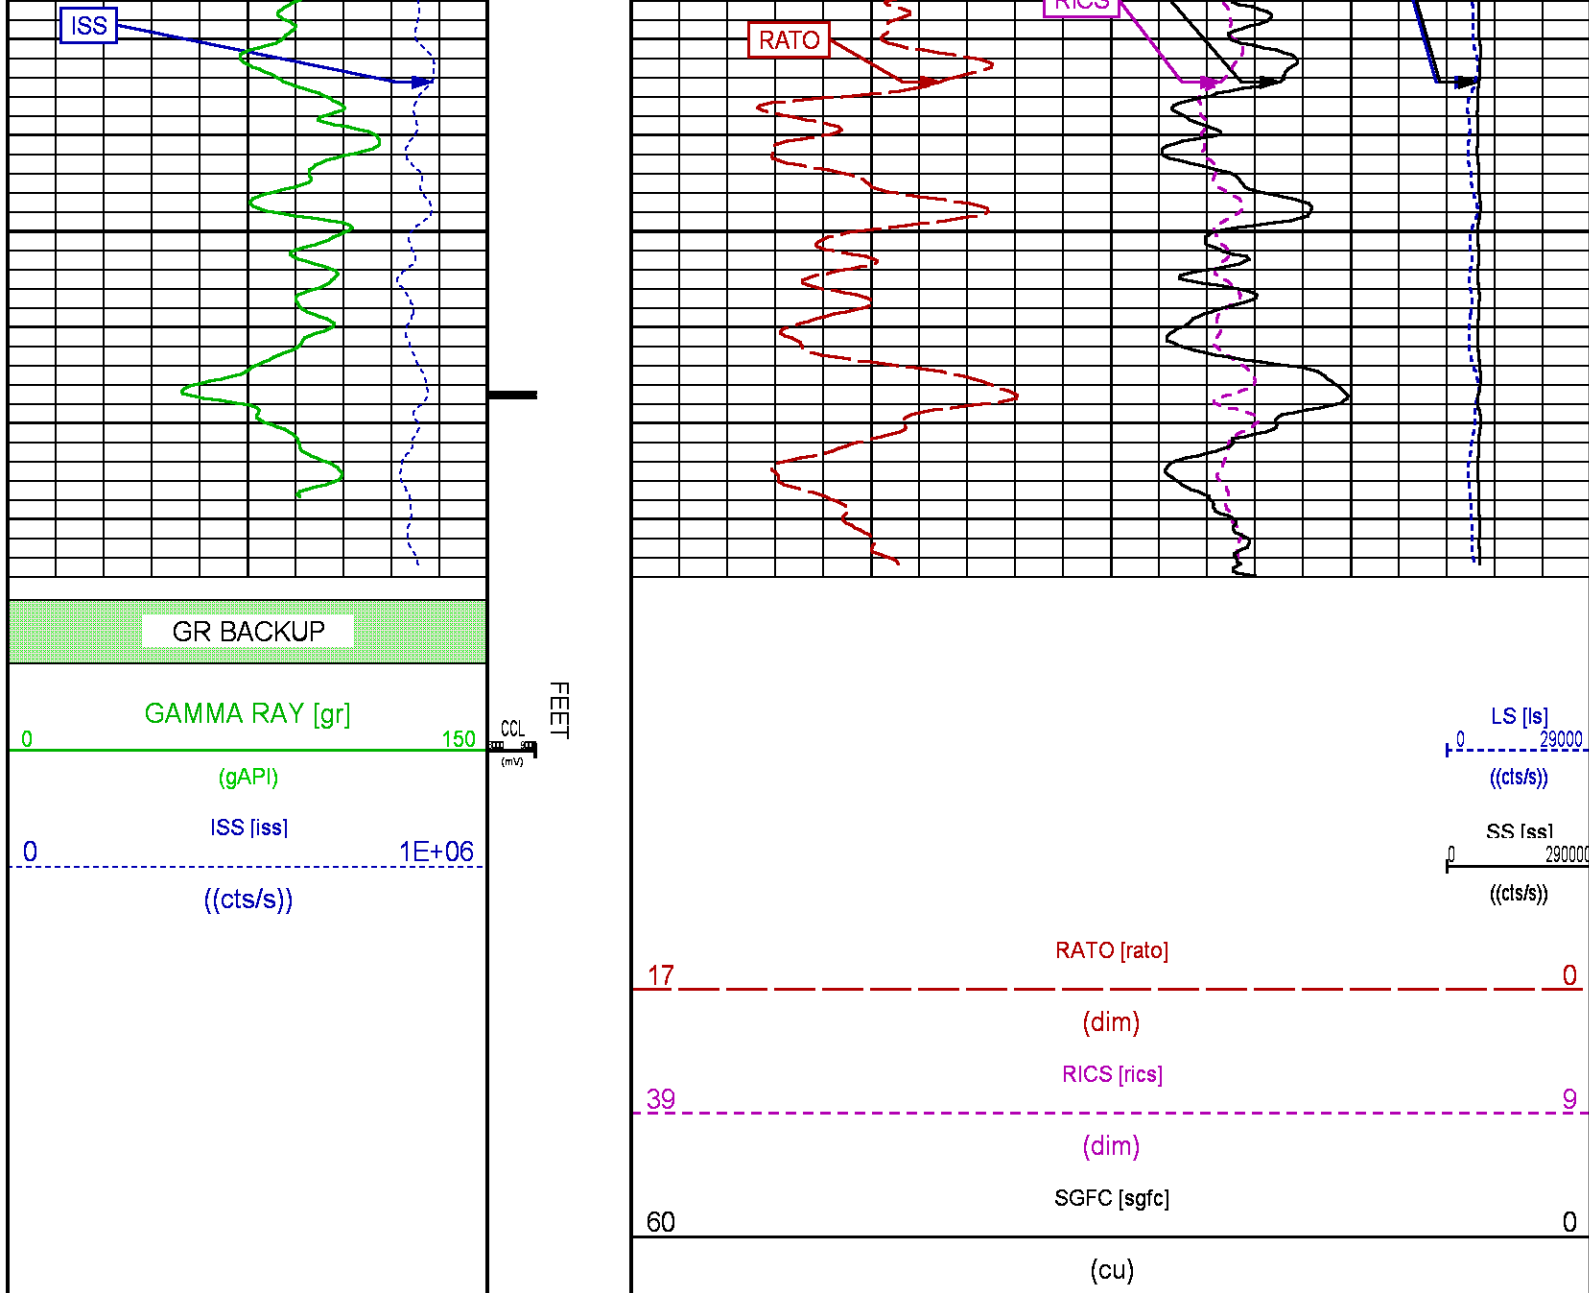 ISS
RATO
RICS
GR BACKUP
GAMMA RAY [gr]
0 150
(gAPI)
ISS [iss]
0 1E+06
((cts/s))
CCL
(mV)
FEET
LS [ls]
0 29000
((cts/s))
SS [ss]
0 290000
((cts/s))
RATO [rato]
17 0
(dim)
RICS [rics]
39 9
(dim)
SGFC [sgfc]
60 0
(cu)